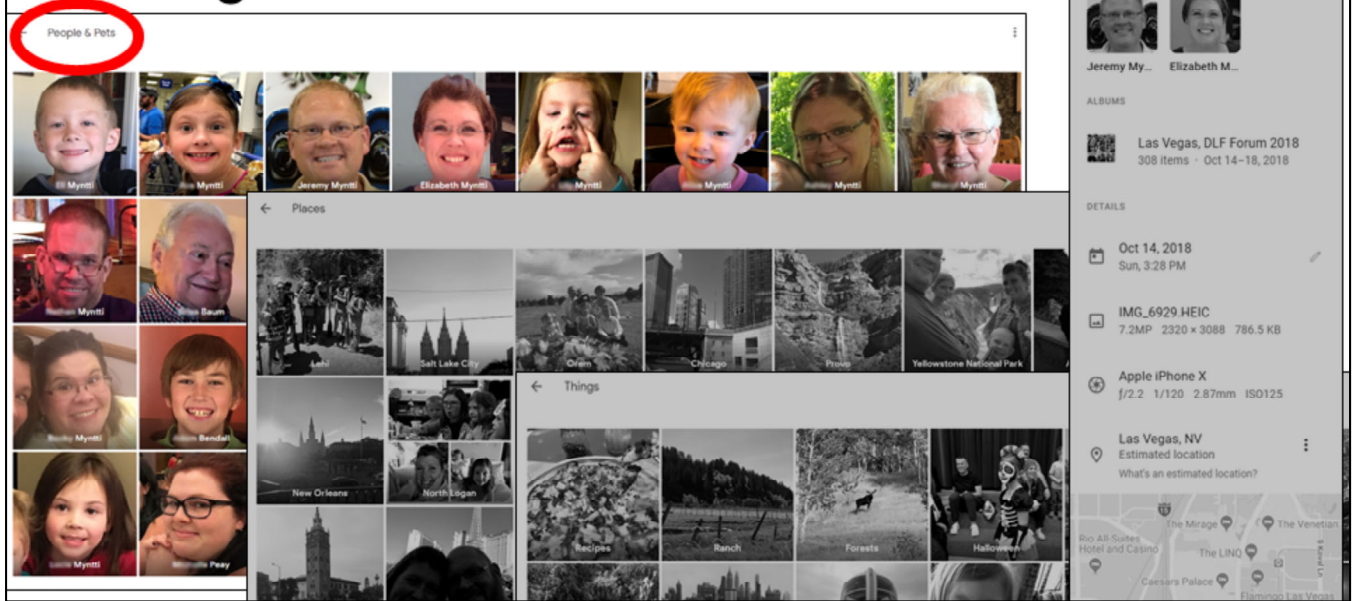 People & Pets
Myntti
Myntti
Jeremy Myntti
Elizabeth Myntti
Myntti
Myntti
Myntti
Myntti
Myntti
Baum
Myntti
Bendall
Myntti
Peay
← Places
Lehi
Salt Lake City
Orem
Chicago
Provo
Yellowstone National Park
New Orleans
North Logan
← Things
Recipes
Ranch
Forests
Halloween
Jeremy My...
Elizabeth M...
ALBUMS
Las Vegas, DLF Forum 2018
308 items · Oct 14–18, 2018
DETAILS
Oct 14, 2018
Sun, 3:28 PM
IMG_6929.HEIC
7.2MP 2320 × 3088 786.5 KB
Apple iPhone X
ƒ/2.2 1/120 2.87mm ISO125
Las Vegas, NV
Estimated location
What's an estimated location?
The Mirage
The Venetian
Rio All-Suites
Hotel and Casino
The LINQ
Caesars Palace
Flamingo Las Vegas